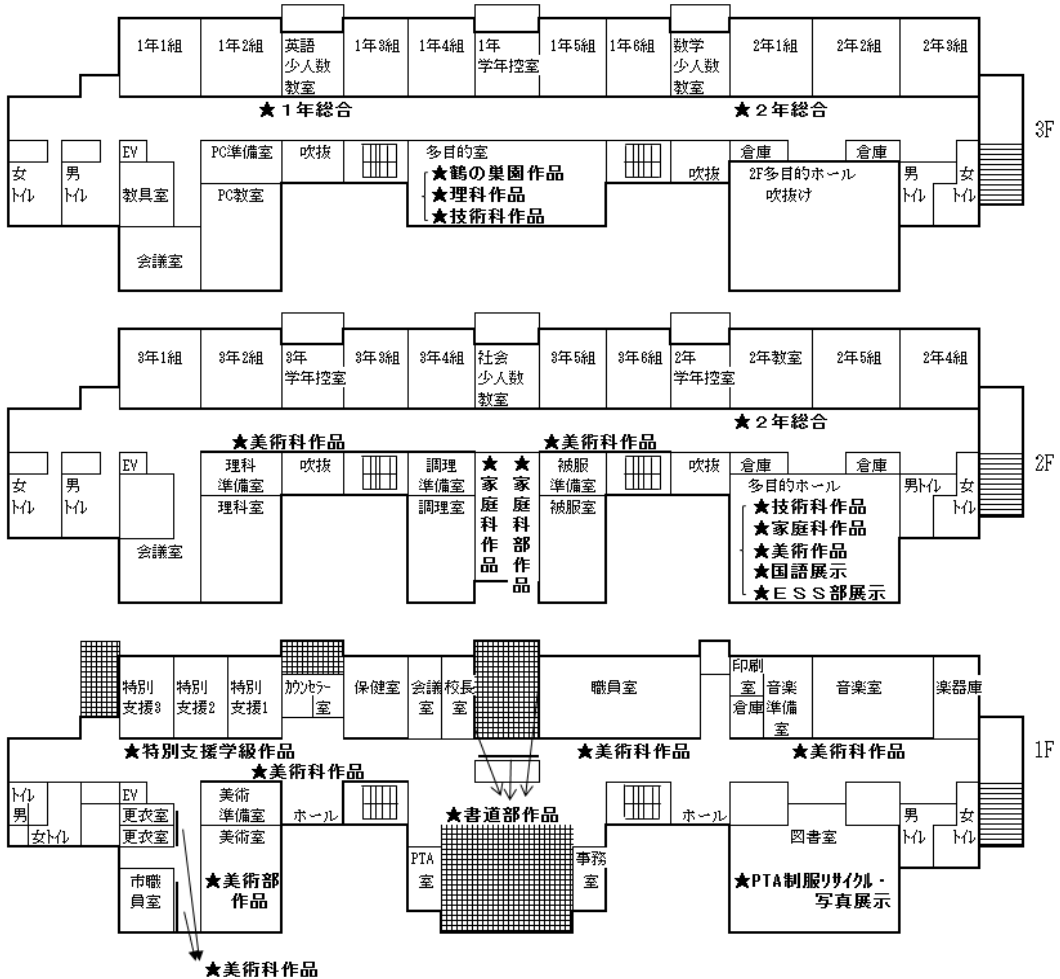 1年1組
1年2組
英語
少人数
教室
1年3組
1年4組
1年
学年控室
1年5組
1年6組
数学
少人数
教室
2年1組
2年2組
2年3組
★１年総合
★２年総合
3F
女
ﾄｲﾚ
男
ﾄｲﾚ
EV
教具室
会議室
PC準備室
PC教室
吹抜
多目的室
★鶴の巣園作品
★理科作品
★技術科作品
吹抜
倉庫
倉庫
2F多目的ホール
吹抜け
男
ﾄｲﾚ
女
ﾄｲﾚ
3年1組
3年2組
3年
学年控室
3年3組
3年4組
社会
少人数
教室
3年5組
3年6組
2年
学年控室
2年教室
2年5組
2年4組
★２年総合
★美術科作品
★美術科作品
2F
女
ﾄｲﾚ
男
ﾄｲﾚ
EV
会議室
理科
準備室
理科室
吹抜
調理
準備室
調理室
★家庭科作品
★家庭科部作品
被服
準備室
被服室
吹抜
倉庫
倉庫
多目的ホール
★技術科作品
★家庭科作品
★美術作品
★国語展示
★ＥＳＳ部展示
男ﾄｲﾚ
女
ﾄｲﾚ
特別
支援3
特別
支援2
特別
支援1
ｶｳﾝｾﾗｰ
室
保健室
会議
室
校長
室
職員室
印刷
室
倉庫
音楽
準備
室
音楽室
楽器庫
★特別支援学級作品
★美術科作品
★美術科作品
★美術科作品
1F
ﾄｲﾚ
男
女ﾄｲﾚ
EV
更衣室
更衣室
市職
員室
美術
準備室
美術室
★美術部
作品
ホール
★書道部作品
PTA
室
事務
室
ホール
図書室
★PTA制服ﾘｻｲｸﾙ・
写真展示
男
ﾄｲﾚ
女
ﾄｲﾚ
★美術科作品